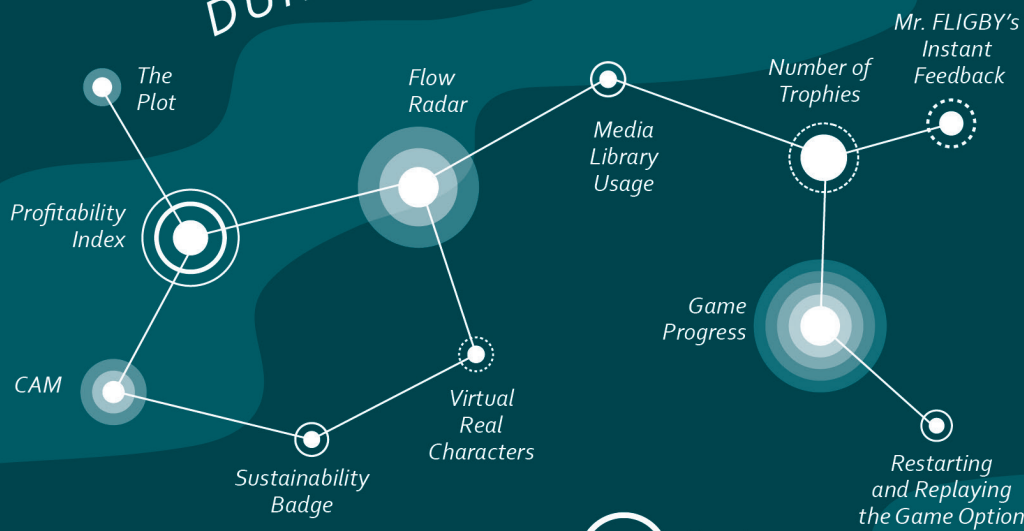 The
Plot
Profitability
Index
CAM
Sustainability
Badge
Flow
Radar
Virtual
Real
Characters
Media
Library
Usage
Number of
Trophies
Mr. FLIGBY's
Instant
Feedback
Game
Progress
Restarting
and Replaying
the Game Option